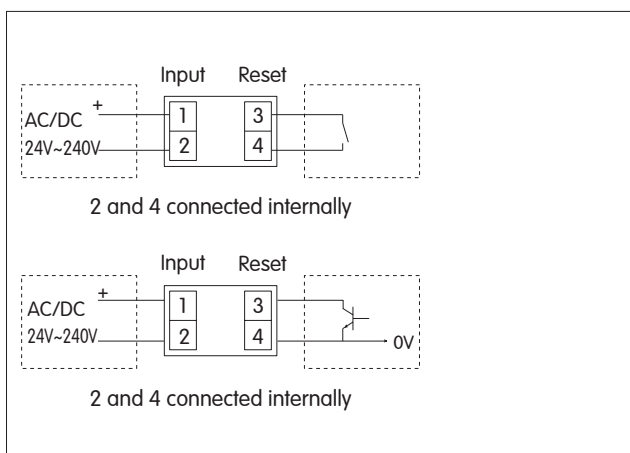 Input Reset
+
AC/DC 1 3
24V~240V 2 4
2 and 4 connected internally
Input Reset
+
AC/DC 1 3
24V~240V 2 4 0V
2 and 4 connected internally